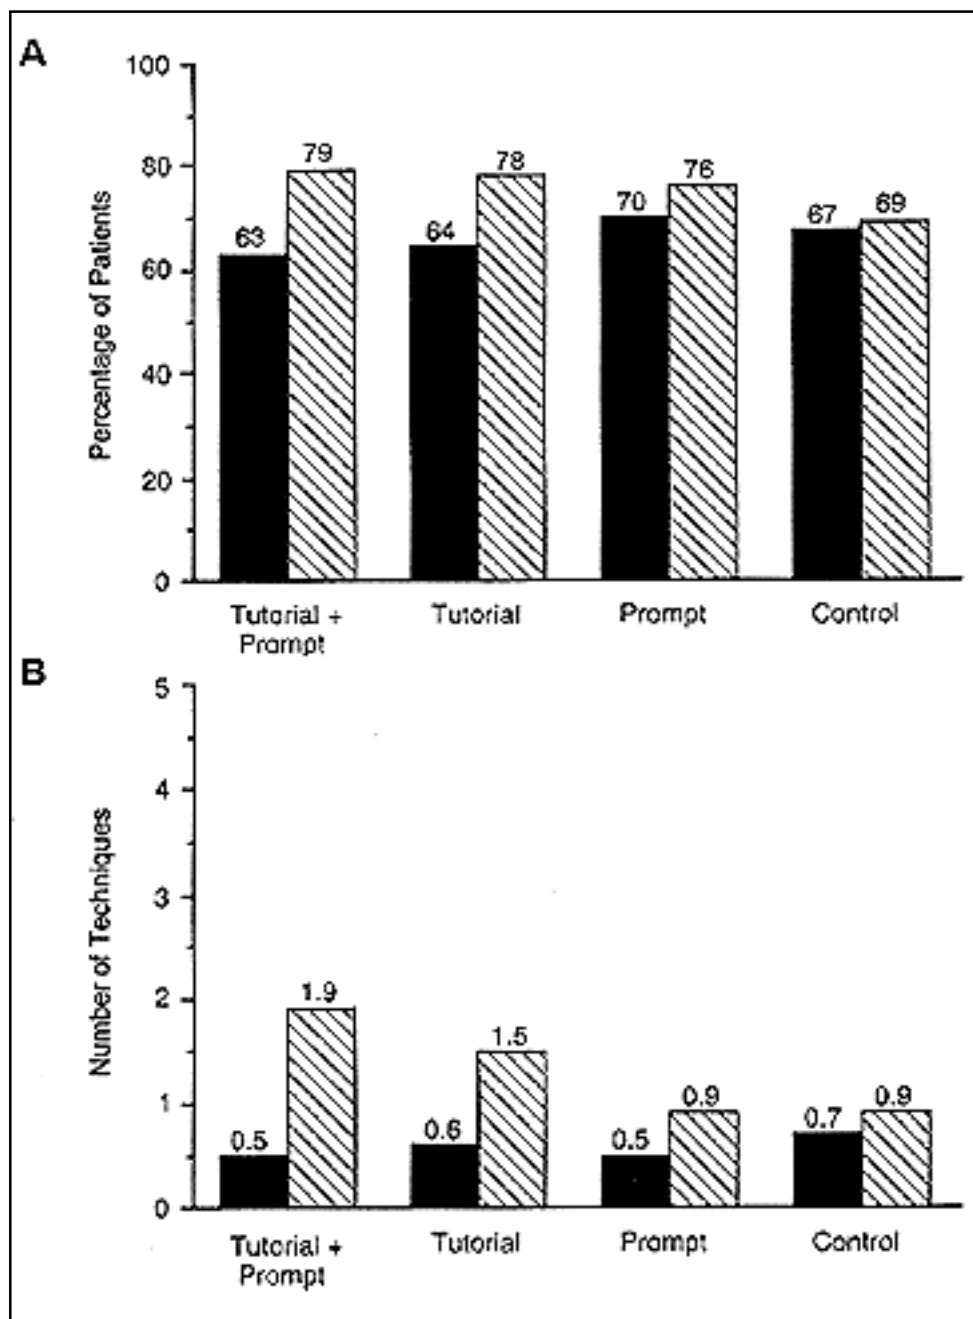 A
100
80
60
40
20
0
Percentage of Patients
63
79
64
78
70
76
67
69
Tutorial +
Prompt
Tutorial
Prompt
Control
B
5
4
3
2
1
0
Number of Techniques
0.5
1.9
0.6
1.5
0.5
0.9
0.7
0.9
Tutorial +
Prompt
Tutorial
Prompt
Control